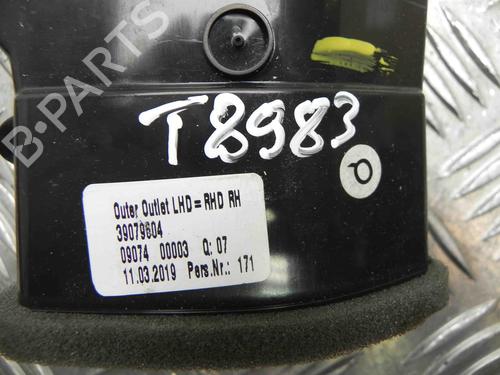 B-PARTS
T8983
Outer Outlet LHD = RHD RH
39079604
09074 00003 Q: 07
11.03.2019 Pers.Nr.: 171